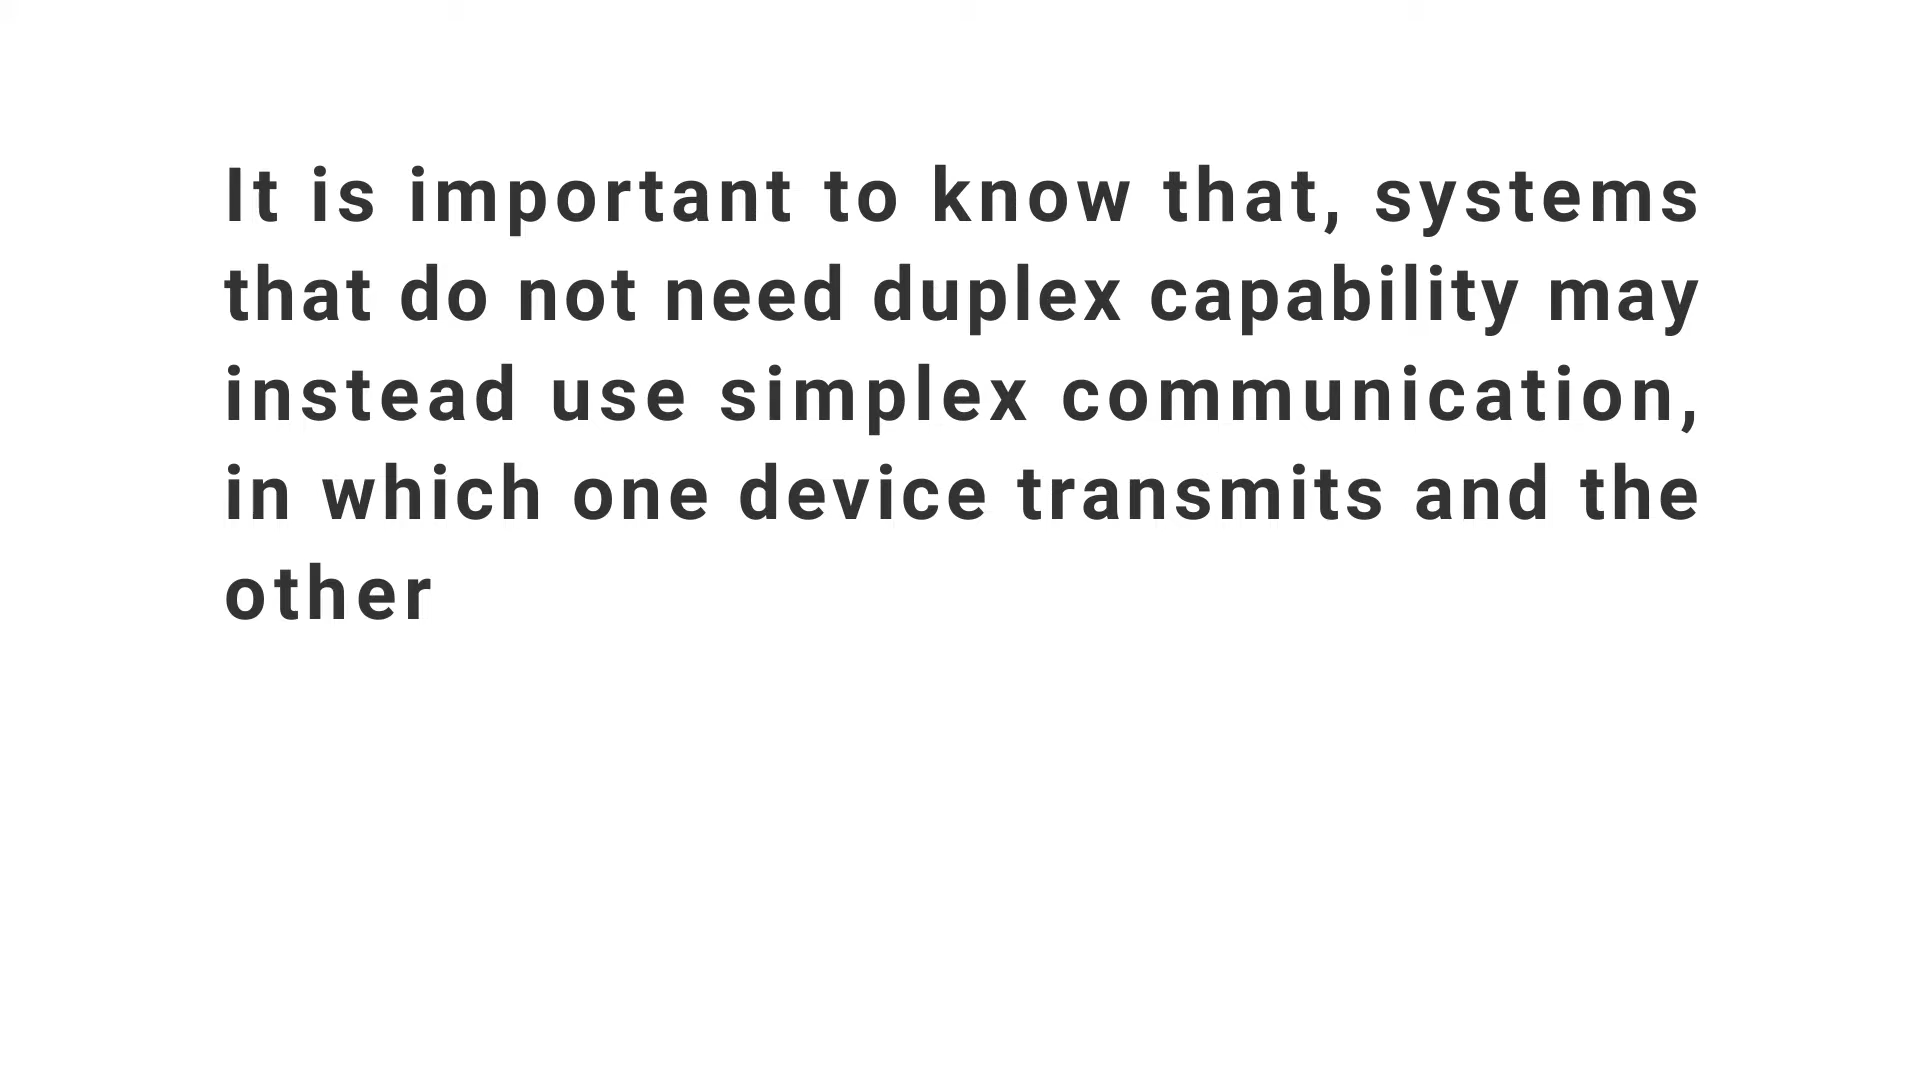 It is important to know that, systems
that do not need duplex capability may
instead use simplex communication,
in which one device transmits and the
other